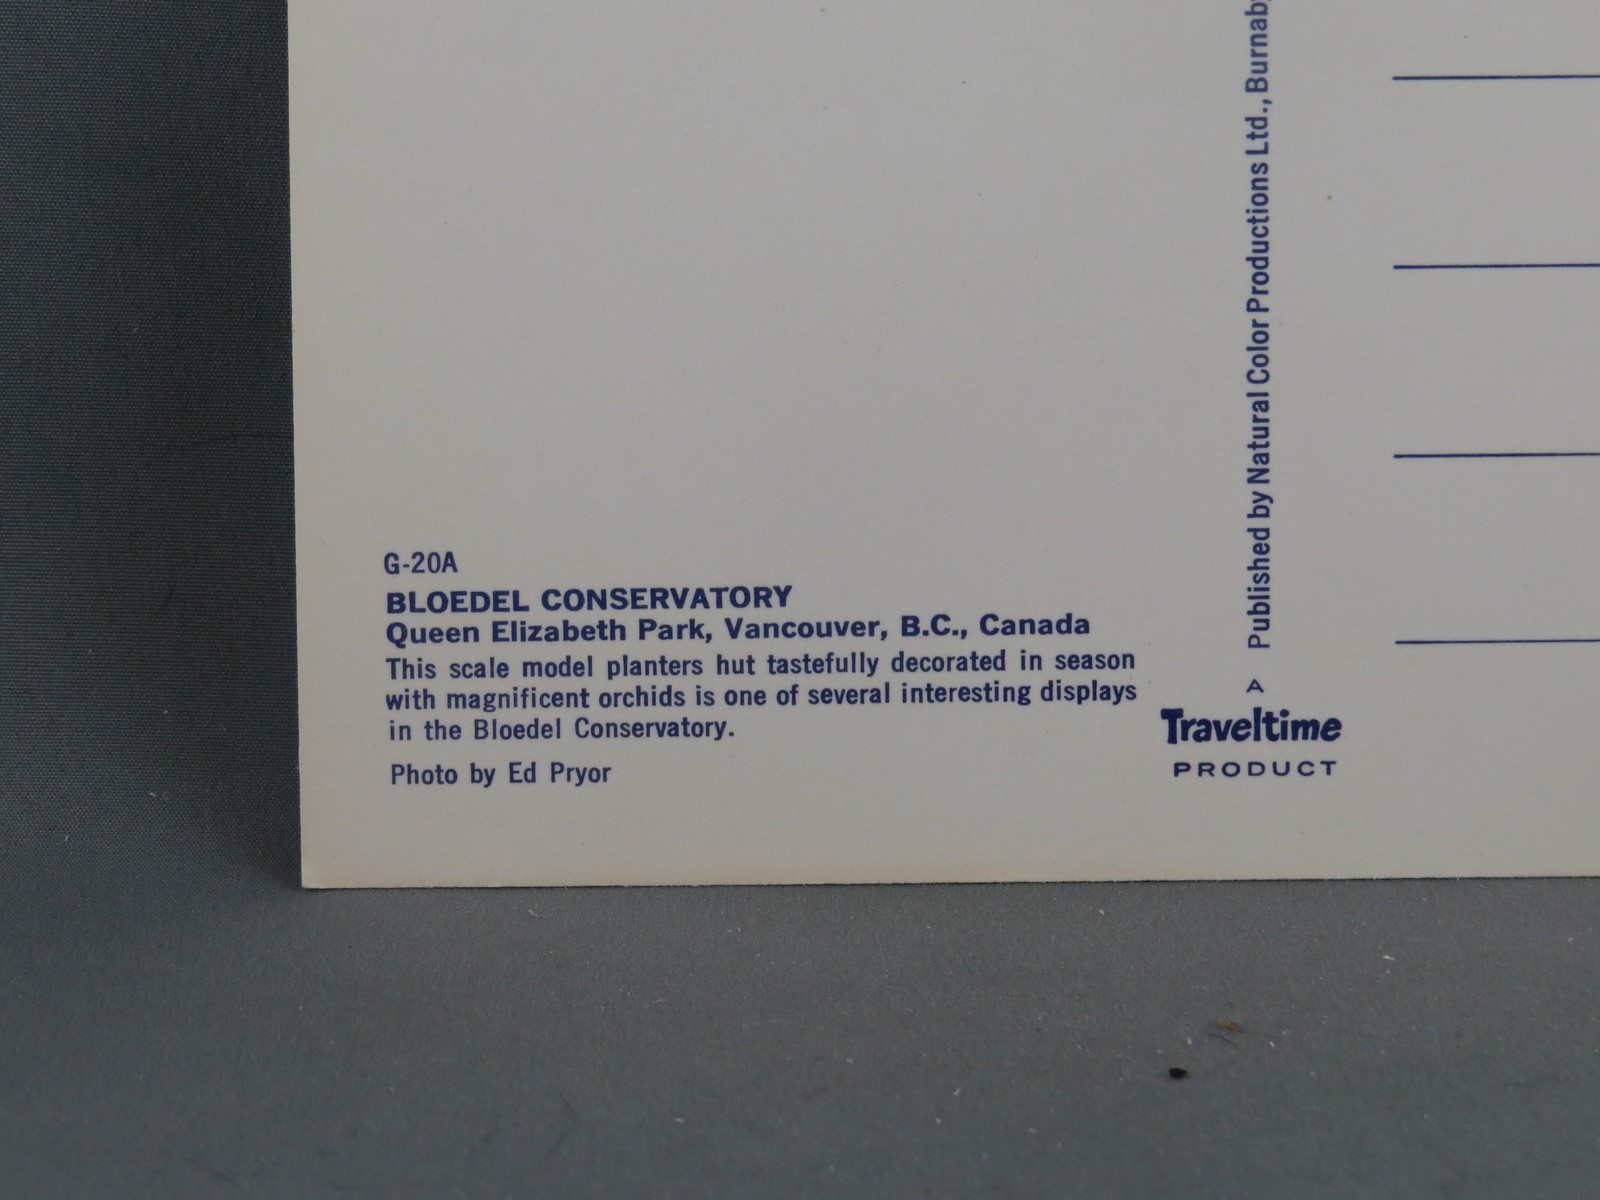 G-20A
BLOEDEL CONSERVATORY
Queen Elizabeth Park, Vancouver, B.C., Canada
This scale model planters hut tastefully decorated in season
with magnificent orchids is one of several interesting displays
in the Bloedel Conservatory.
Photo by Ed Pryor
Published by Natural Color Productions Ltd., Burnaby
A
Traveltime
PRODUCT